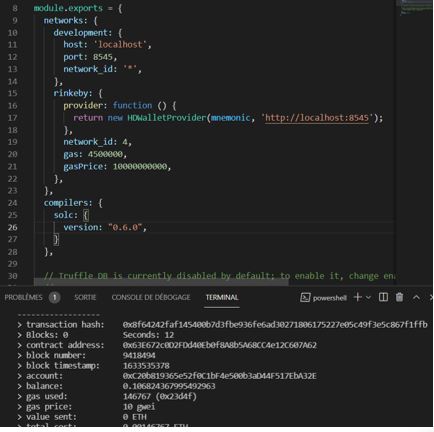 8 module.exports = {
9 networks: {
10 development: {
11 host: 'localhost',
12 port: 8545,
13 network_id: '*',
14 },
15 rinkeby: {
16 provider: function () {
17 return new HDWalletProvider(mnemonic, 'http://localhost:8545');
18 },
19 network_id: 4,
20 gas: 4500000,
21 gasPrice: 10000000000,
22 },
23 },
24 compilers: {
25 solc: {
26 version: "0.6.0",
27 }
28 },
29
30 // Truffle DB is currently disabled by default; to enable it, change ena
PROBLÈMES 1 SORTIE CONSOLE DE DÉBOGAGE TERMINAL powershell
------------------
> transaction hash: 0x8f64242faf145400b7d3fbe936fe6ad30271806175227e05c49f3e5c867f1ffb
> Blocks: 0 Seconds: 12
> contract address: 0x63E672c0D2FDd40Eb0f8A8b5A68CC4e12C607A62
> block number: 9418494
> block timestamp: 1633535378
> account: 0xC20b819365e52f0C1bF4e500b3aD44F517EbA32E
> balance: 0.106824367995492963
> gas used: 146767 (0x23d4f)
> gas price: 10 gwei
> value sent: 0 ETH
> total cost: 0.00146767 ETH